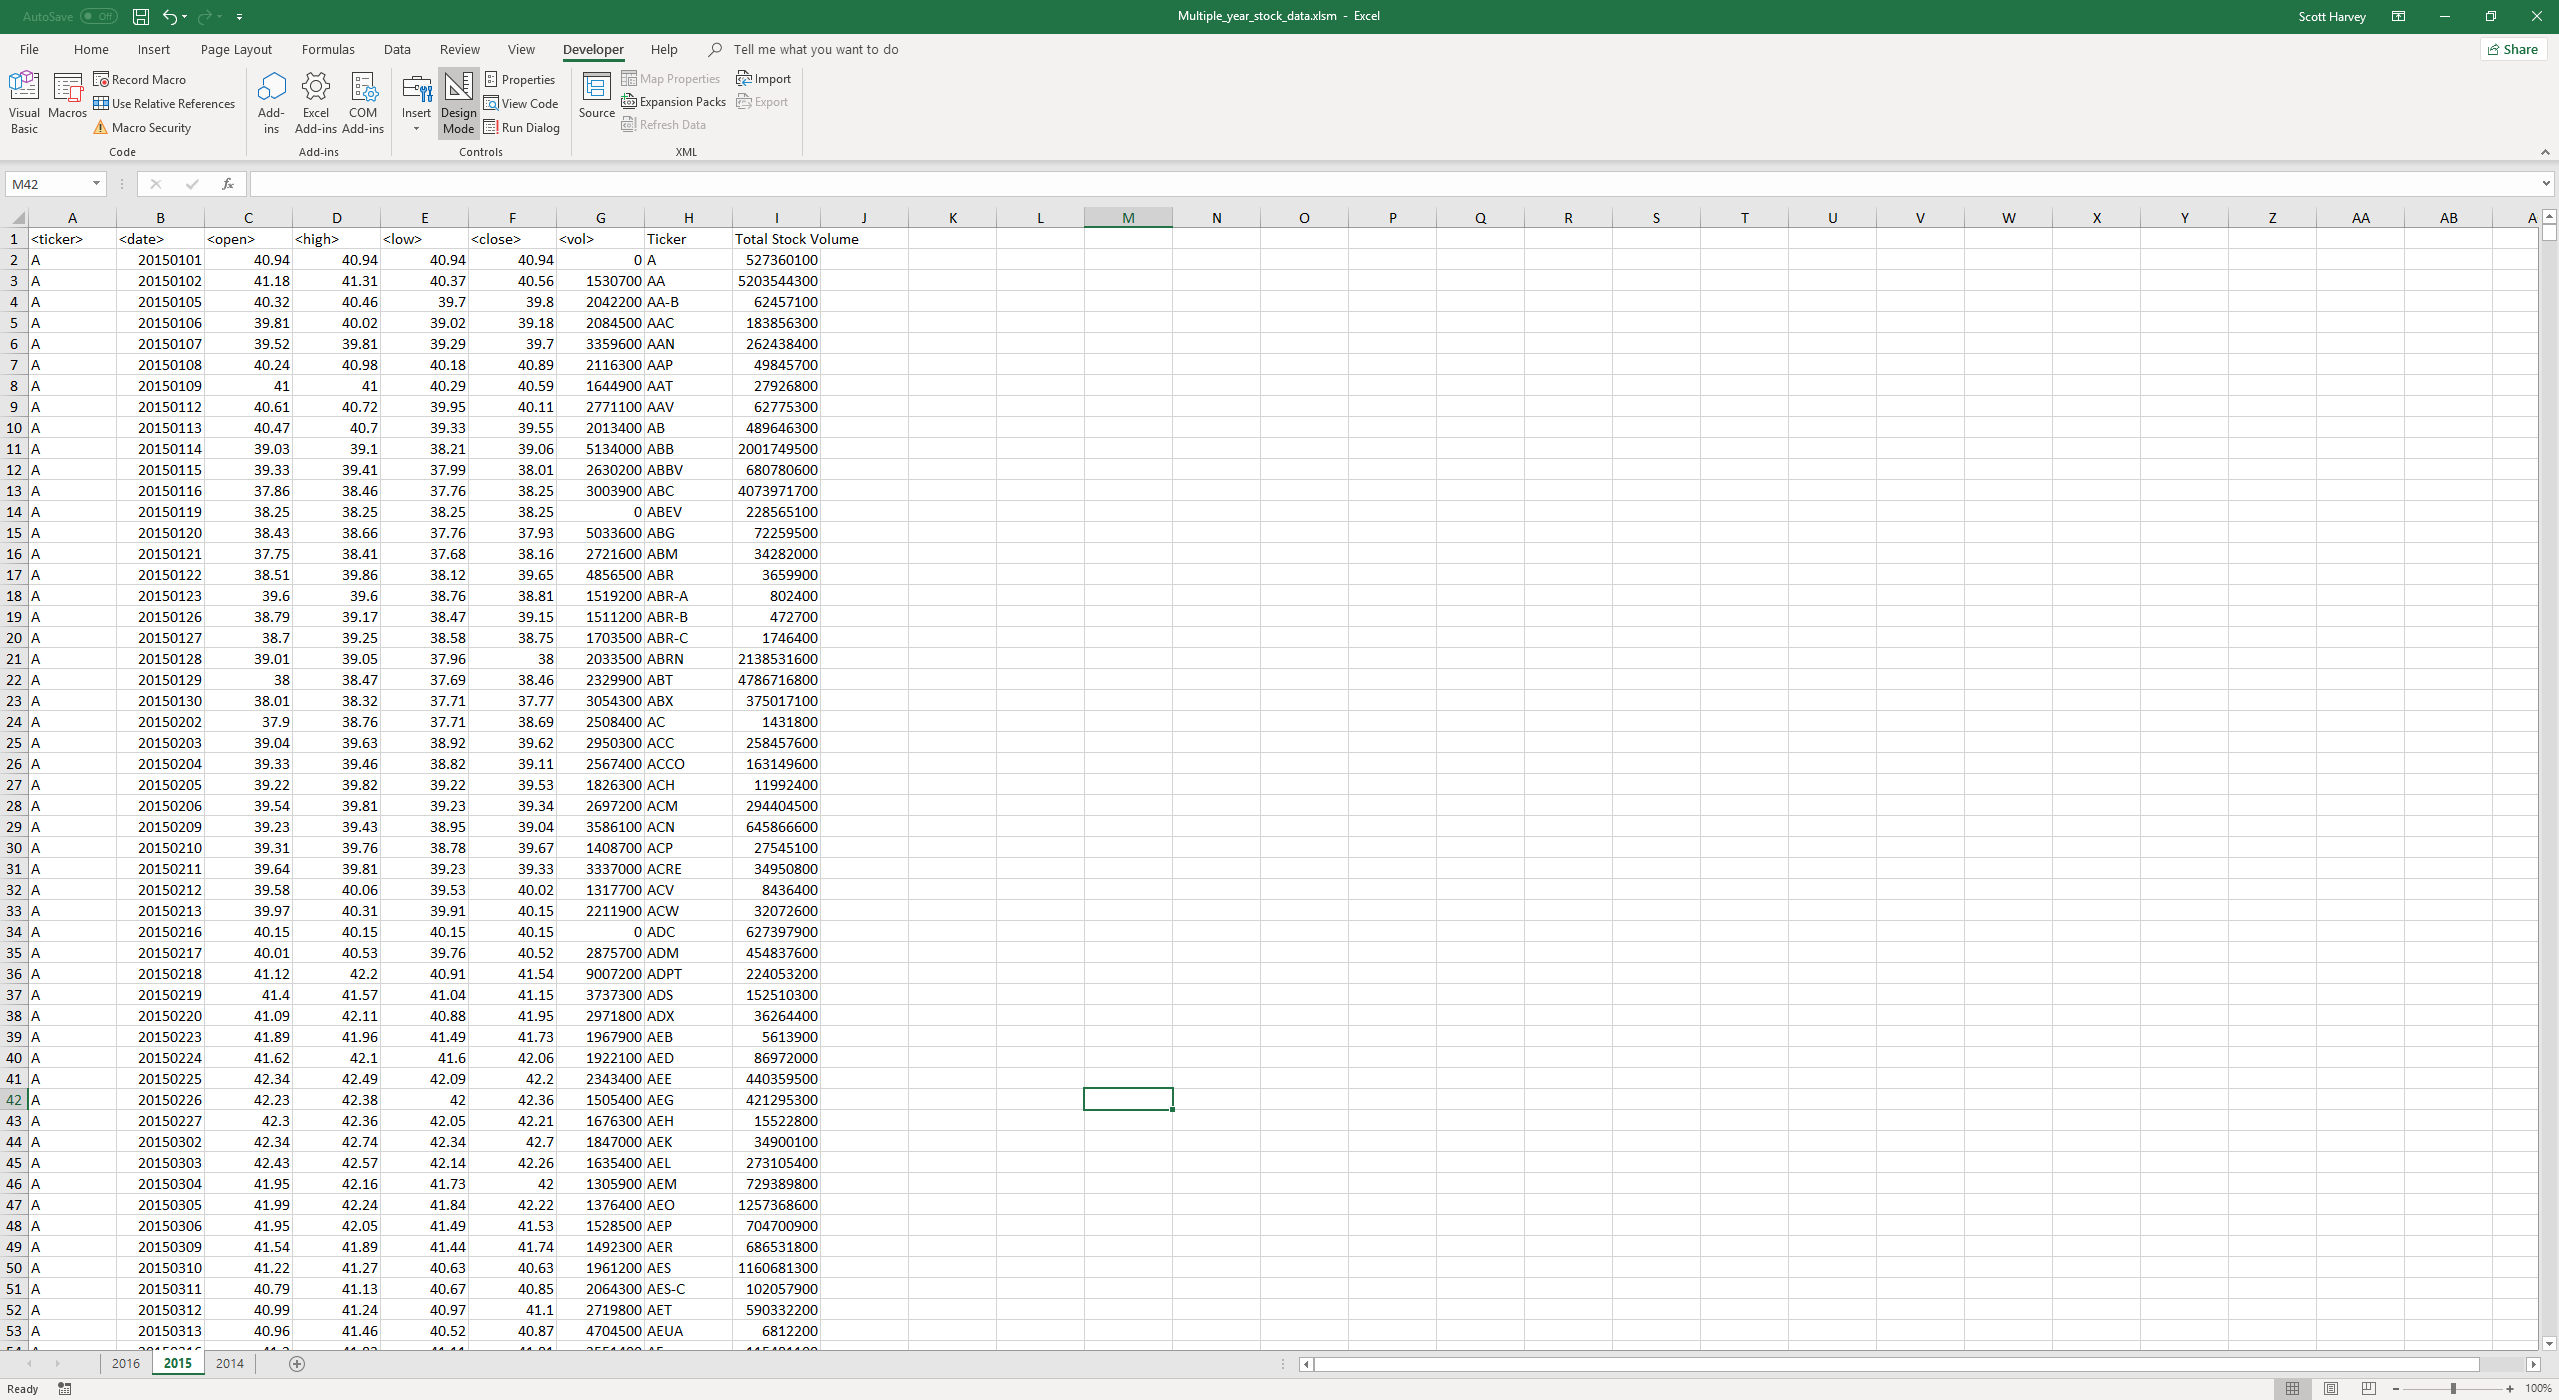 AutoSave Off Multiple_year_stock_data.xlsm - Excel Scott Harvey
File Home Insert Page Layout Formulas Data Review View Developer Help Tell me what you want to do Share
Visual Basic Macros Record Macro Use Relative References Macro Security Add-ins Excel Add-ins COM Add-ins Insert Design Mode Properties View Code Run Dialog Source Map Properties Expansion Packs Refresh Data Import Export
Code Add-ins Controls XML
M42 fx
A B C D E F G H I J K L M N O P Q R S T U V W X Y Z AA AB A
1 <ticker> <date> <open> <high> <low> <close> <vol> Ticker Total Stock Volume
2 A 20150101 40.94 40.94 40.94 40.94 0 A 527360100
3 A 20150102 41.18 41.31 40.37 40.56 1530700 AA 5203544300
4 A 20150105 40.32 40.46 39.7 39.8 2042200 AA-B 62457100
5 A 20150106 39.81 40.02 39.02 39.18 2084500 AAC 183856300
6 A 20150107 39.52 39.81 39.29 39.7 3359600 AAN 262438400
7 A 20150108 40.24 40.98 40.18 40.89 2116300 AAP 49845700
8 A 20150109 41 41 40.29 40.59 1644900 AAT 27926800
9 A 20150112 40.61 40.72 39.95 40.11 2771100 AAV 62775300
10 A 20150113 40.47 40.7 39.33 39.55 2013400 AB 489646300
11 A 20150114 39.03 39.1 38.21 39.06 5134000 ABB 2001749500
12 A 20150115 39.33 39.41 37.99 38.01 2630200 ABBV 680780600
13 A 20150116 37.86 38.46 37.76 38.25 3003900 ABC 4073971700
14 A 20150119 38.25 38.25 38.25 38.25 0 ABEV 228565100
15 A 20150120 38.43 38.66 37.76 37.93 5033600 ABG 72259500
16 A 20150121 37.75 38.41 37.68 38.16 2721600 ABM 34282000
17 A 20150122 38.51 39.86 38.12 39.65 4856500 ABR 3659900
18 A 20150123 39.6 39.6 38.76 38.81 1519200 ABR-A 802400
19 A 20150126 38.79 39.17 38.47 39.15 1511200 ABR-B 472700
20 A 20150127 38.7 39.25 38.58 38.75 1703500 ABR-C 1746400
21 A 20150128 39.01 39.05 37.96 38 2033500 ABRN 2138531600
22 A 20150129 38 38.47 37.69 38.46 2329900 ABT 4786716800
23 A 20150130 38.01 38.32 37.71 37.77 3054300 ABX 375017100
24 A 20150202 37.9 38.76 37.71 38.69 2508400 AC 1431800
25 A 20150203 39.04 39.63 38.92 39.62 2950300 ACC 258457600
26 A 20150204 39.33 39.46 38.82 39.11 2567400 ACCO 163149600
27 A 20150205 39.22 39.82 39.22 39.53 1826300 ACH 11992400
28 A 20150206 39.54 39.81 39.23 39.34 2697200 ACM 294404500
29 A 20150209 39.23 39.43 38.95 39.04 3586100 ACN 645866600
30 A 20150210 39.31 39.76 38.78 39.67 1408700 ACP 27545100
31 A 20150211 39.64 39.81 39.23 39.33 3337000 ACRE 34950800
32 A 20150212 39.58 40.06 39.53 40.02 1317700 ACV 8436400
33 A 20150213 39.97 40.31 39.91 40.15 2211900 ACW 32072600
34 A 20150216 40.15 40.15 40.15 40.15 0 ADC 627397900
35 A 20150217 40.01 40.53 39.76 40.52 2875700 ADM 454837600
36 A 20150218 41.12 42.2 40.91 41.54 9007200 ADPT 224053200
37 A 20150219 41.4 41.57 41.04 41.15 3737300 ADS 152510300
38 A 20150220 41.09 42.11 40.88 41.95 2971800 ADX 36264400
39 A 20150223 41.89 41.96 41.49 41.73 1967900 AEB 5613900
40 A 20150224 41.62 42.1 41.6 42.06 1922100 AED 86972000
41 A 20150225 42.34 42.49 42.09 42.2 2343400 AEE 440359500
42 A 20150226 42.23 42.38 42 42.36 1505400 AEG 421295300
43 A 20150227 42.3 42.36 42.05 42.21 1676300 AEH 15522800
44 A 20150302 42.34 42.74 42.34 42.7 1847000 AEK 34900100
45 A 20150303 42.43 42.57 42.14 42.26 1635400 AEL 273105400
46 A 20150304 41.95 42.16 41.73 42 1305900 AEM 729389800
47 A 20150305 41.99 42.24 41.84 42.22 1376400 AEO 1257368600
48 A 20150306 41.95 42.05 41.49 41.53 1528500 AEP 704700900
49 A 20150309 41.54 41.89 41.44 41.74 1492300 AER 686531800
50 A 20150310 41.22 41.27 40.63 40.63 1961200 AES 1160681300
51 A 20150311 40.79 41.13 40.67 40.85 2064300 AES-C 102057900
52 A 20150312 40.99 41.24 40.97 41.1 2719800 AET 590332200
53 A 20150313 40.96 41.46 40.52 40.87 4704500 AEUA 6812200
2016 2015 2014
Ready 100%